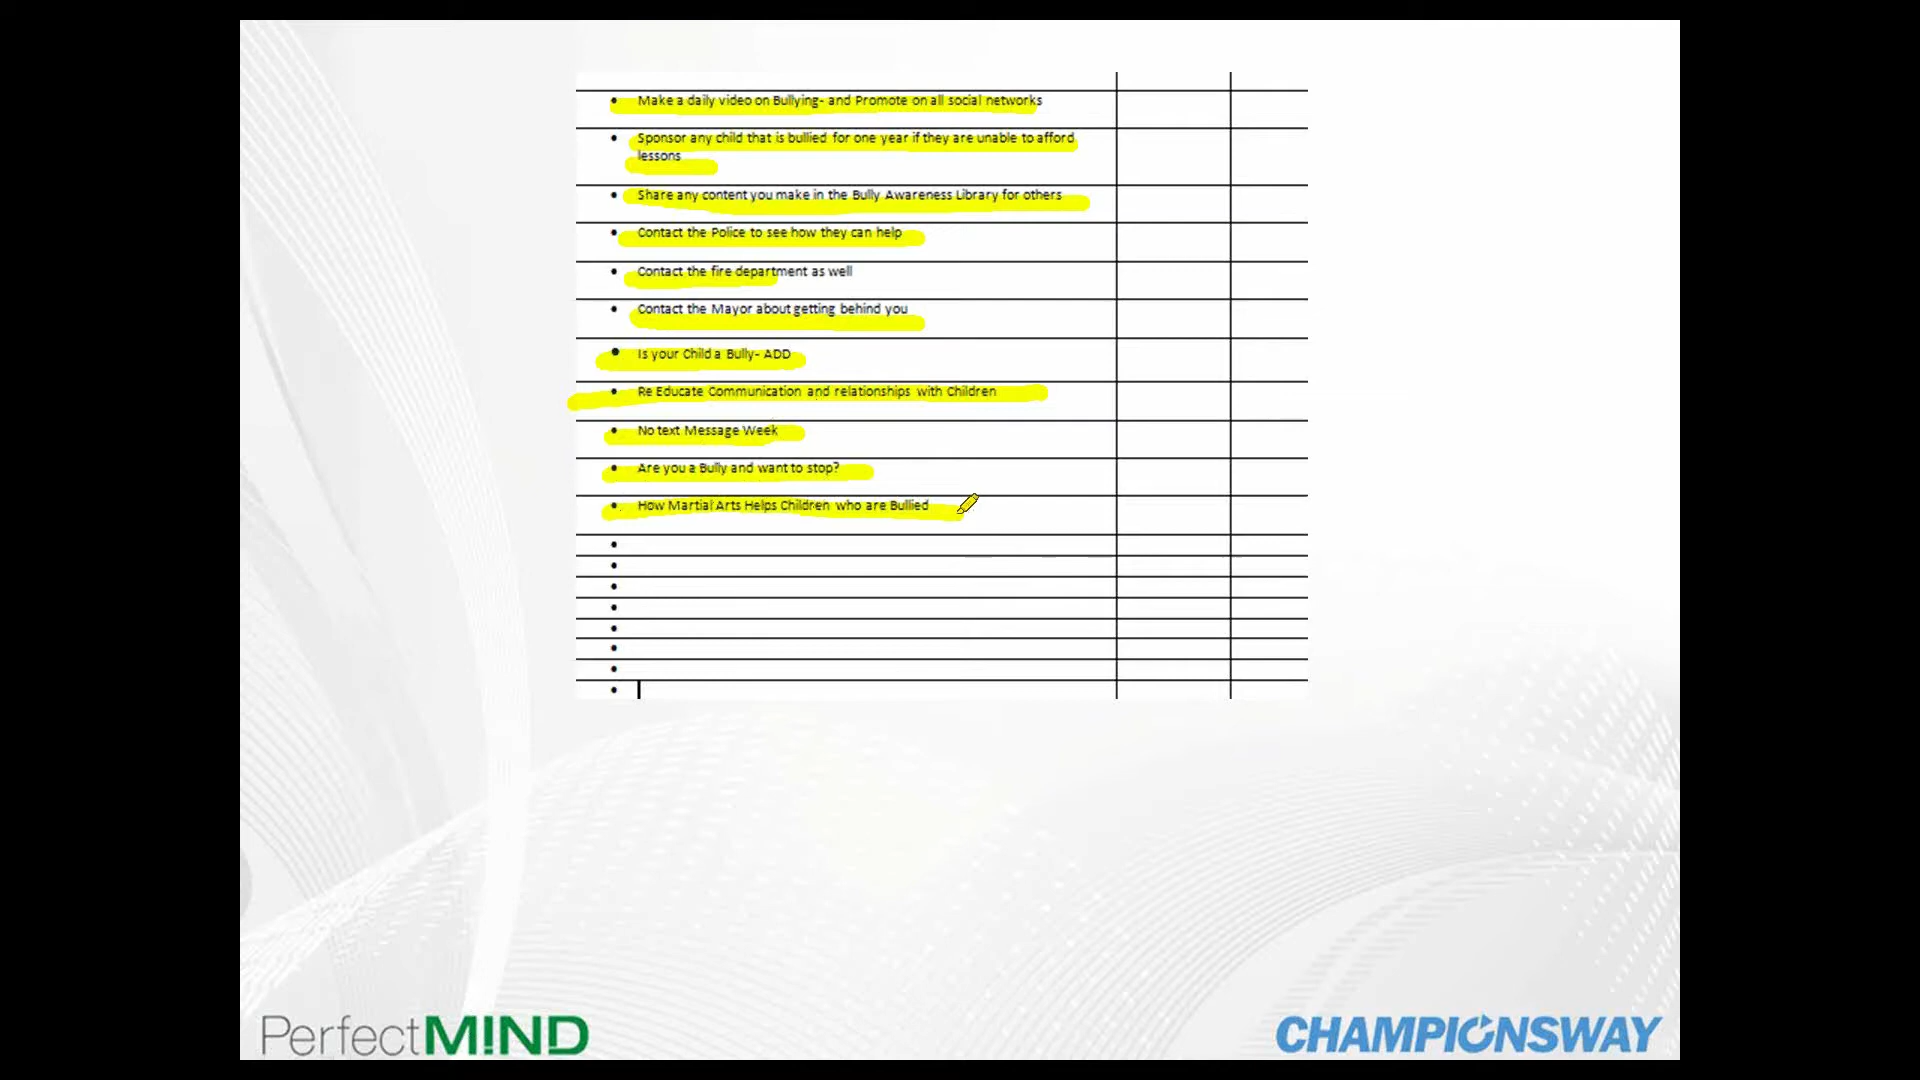 • Make a daily video on Bullying- and Promote on all social networks
• Sponsor any child that is bullied for one year if they are unable to afford
lessons
• Share any content you make in the Bully Awareness Library for others
• Contact the Police to see how they can help
• Contact the fire department as well
• Contact the Mayor about getting behind you
• Is your Child a Bully- ADD
• Re Educate Communication and relationships with Children
• No text Message Week
• Are you a Bully and want to stop?
• How Martial Arts Helps Children who are Bullied
PerfectMIND
CHAMPIONSWAY